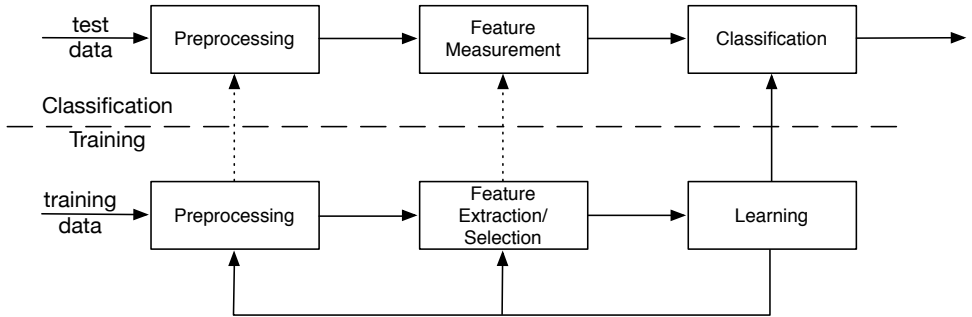 test
data
Preprocessing
Feature
Measurement
Classification
Classification
Training
training
data
Preprocessing
Feature
Extraction/
Selection
Learning